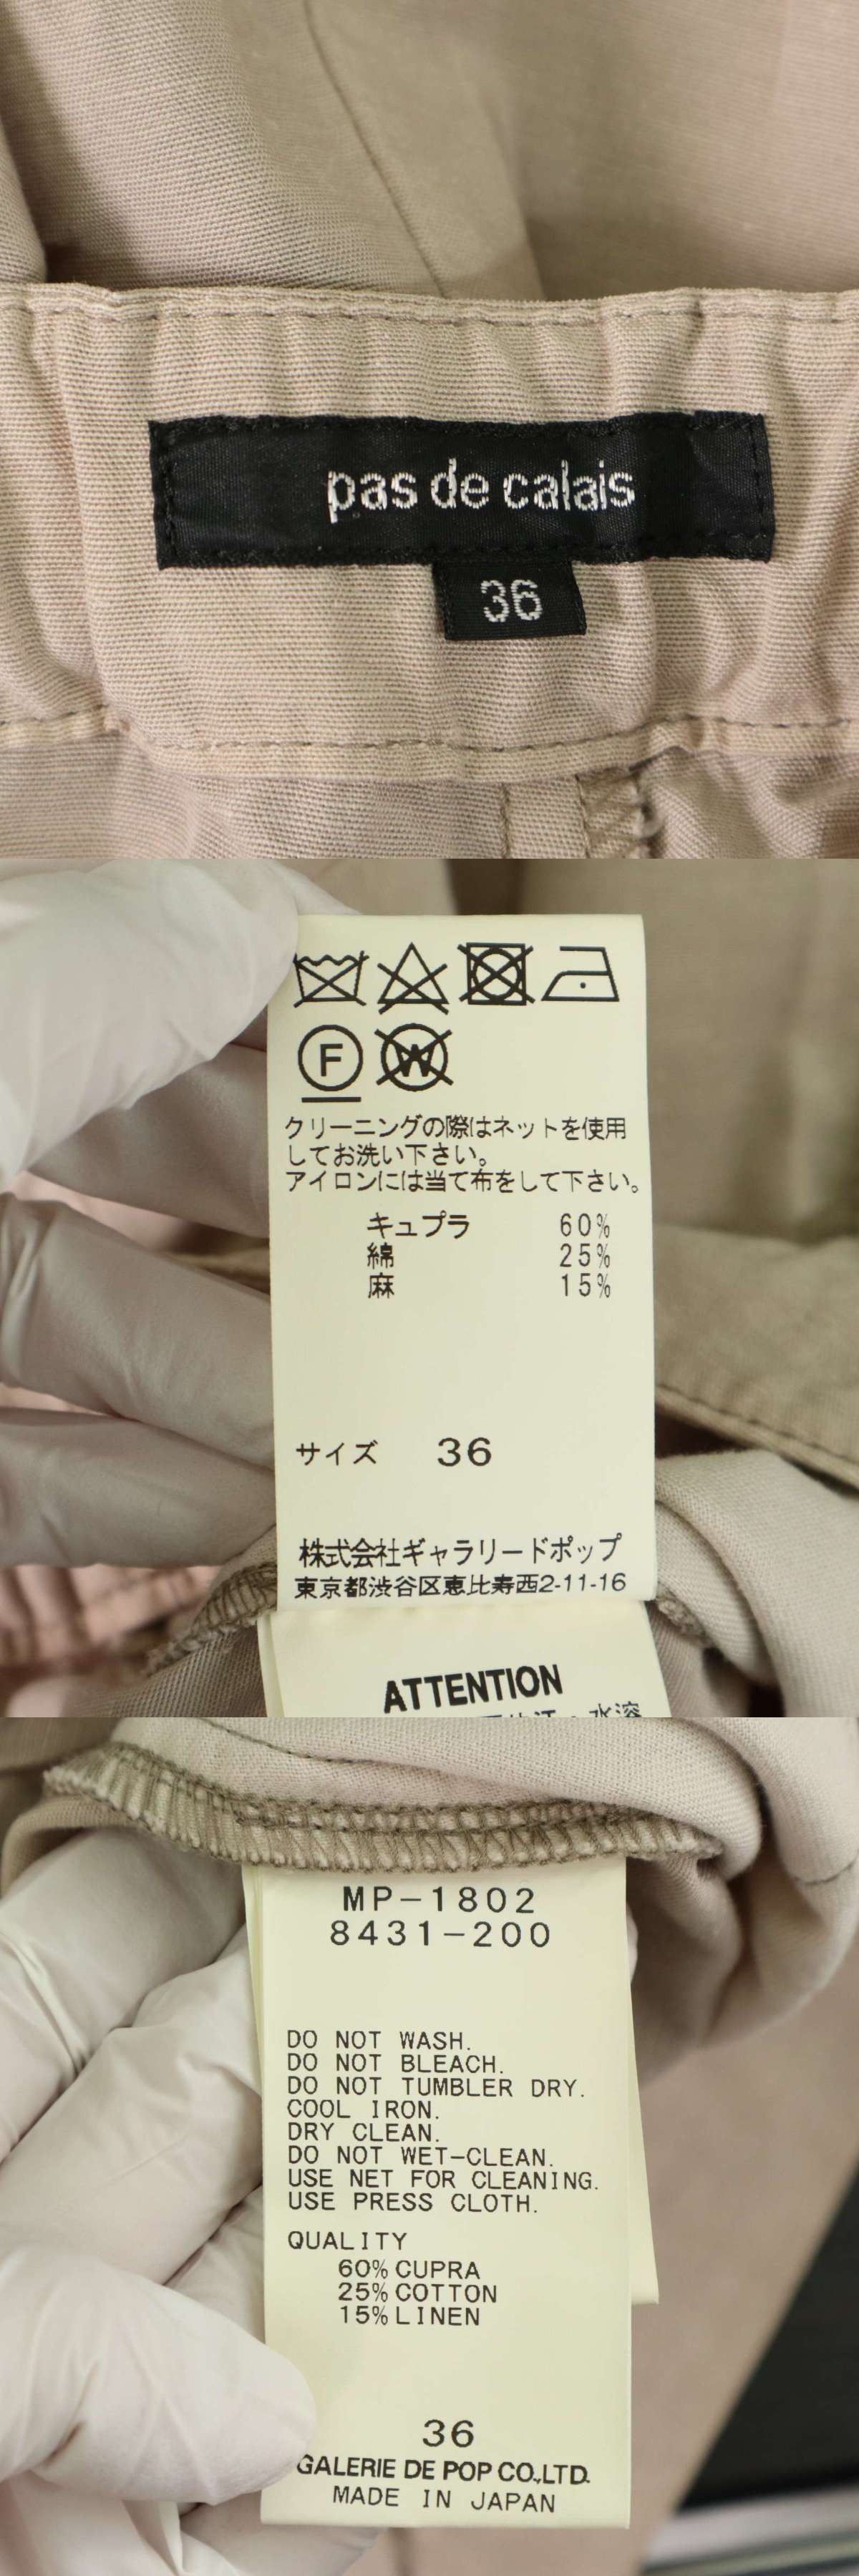 pas de calais
36
F
W
クリーニングの際はネットを使用
してお洗い下さい。
アイロンには当て布をして下さい。
キュプラ 60%
綿 25%
麻 15%
サイズ 36
株式会社ギャラリードポップ
東京都渋谷区恵比寿西2-11-16
ATTENTION
水溶
MP-1802
8431-200
DO NOT WASH.
DO NOT BLEACH.
DO NOT TUMBLER DRY.
COOL IRON.
DRY CLEAN.
DO NOT WET-CLEAN.
USE NET FOR CLEANING.
USE PRESS CLOTH.
QUALITY
60% CUPRA
25% COTTON
15% LINEN
36
GALERIE DE POP CO.,LTD.
MADE IN JAPAN